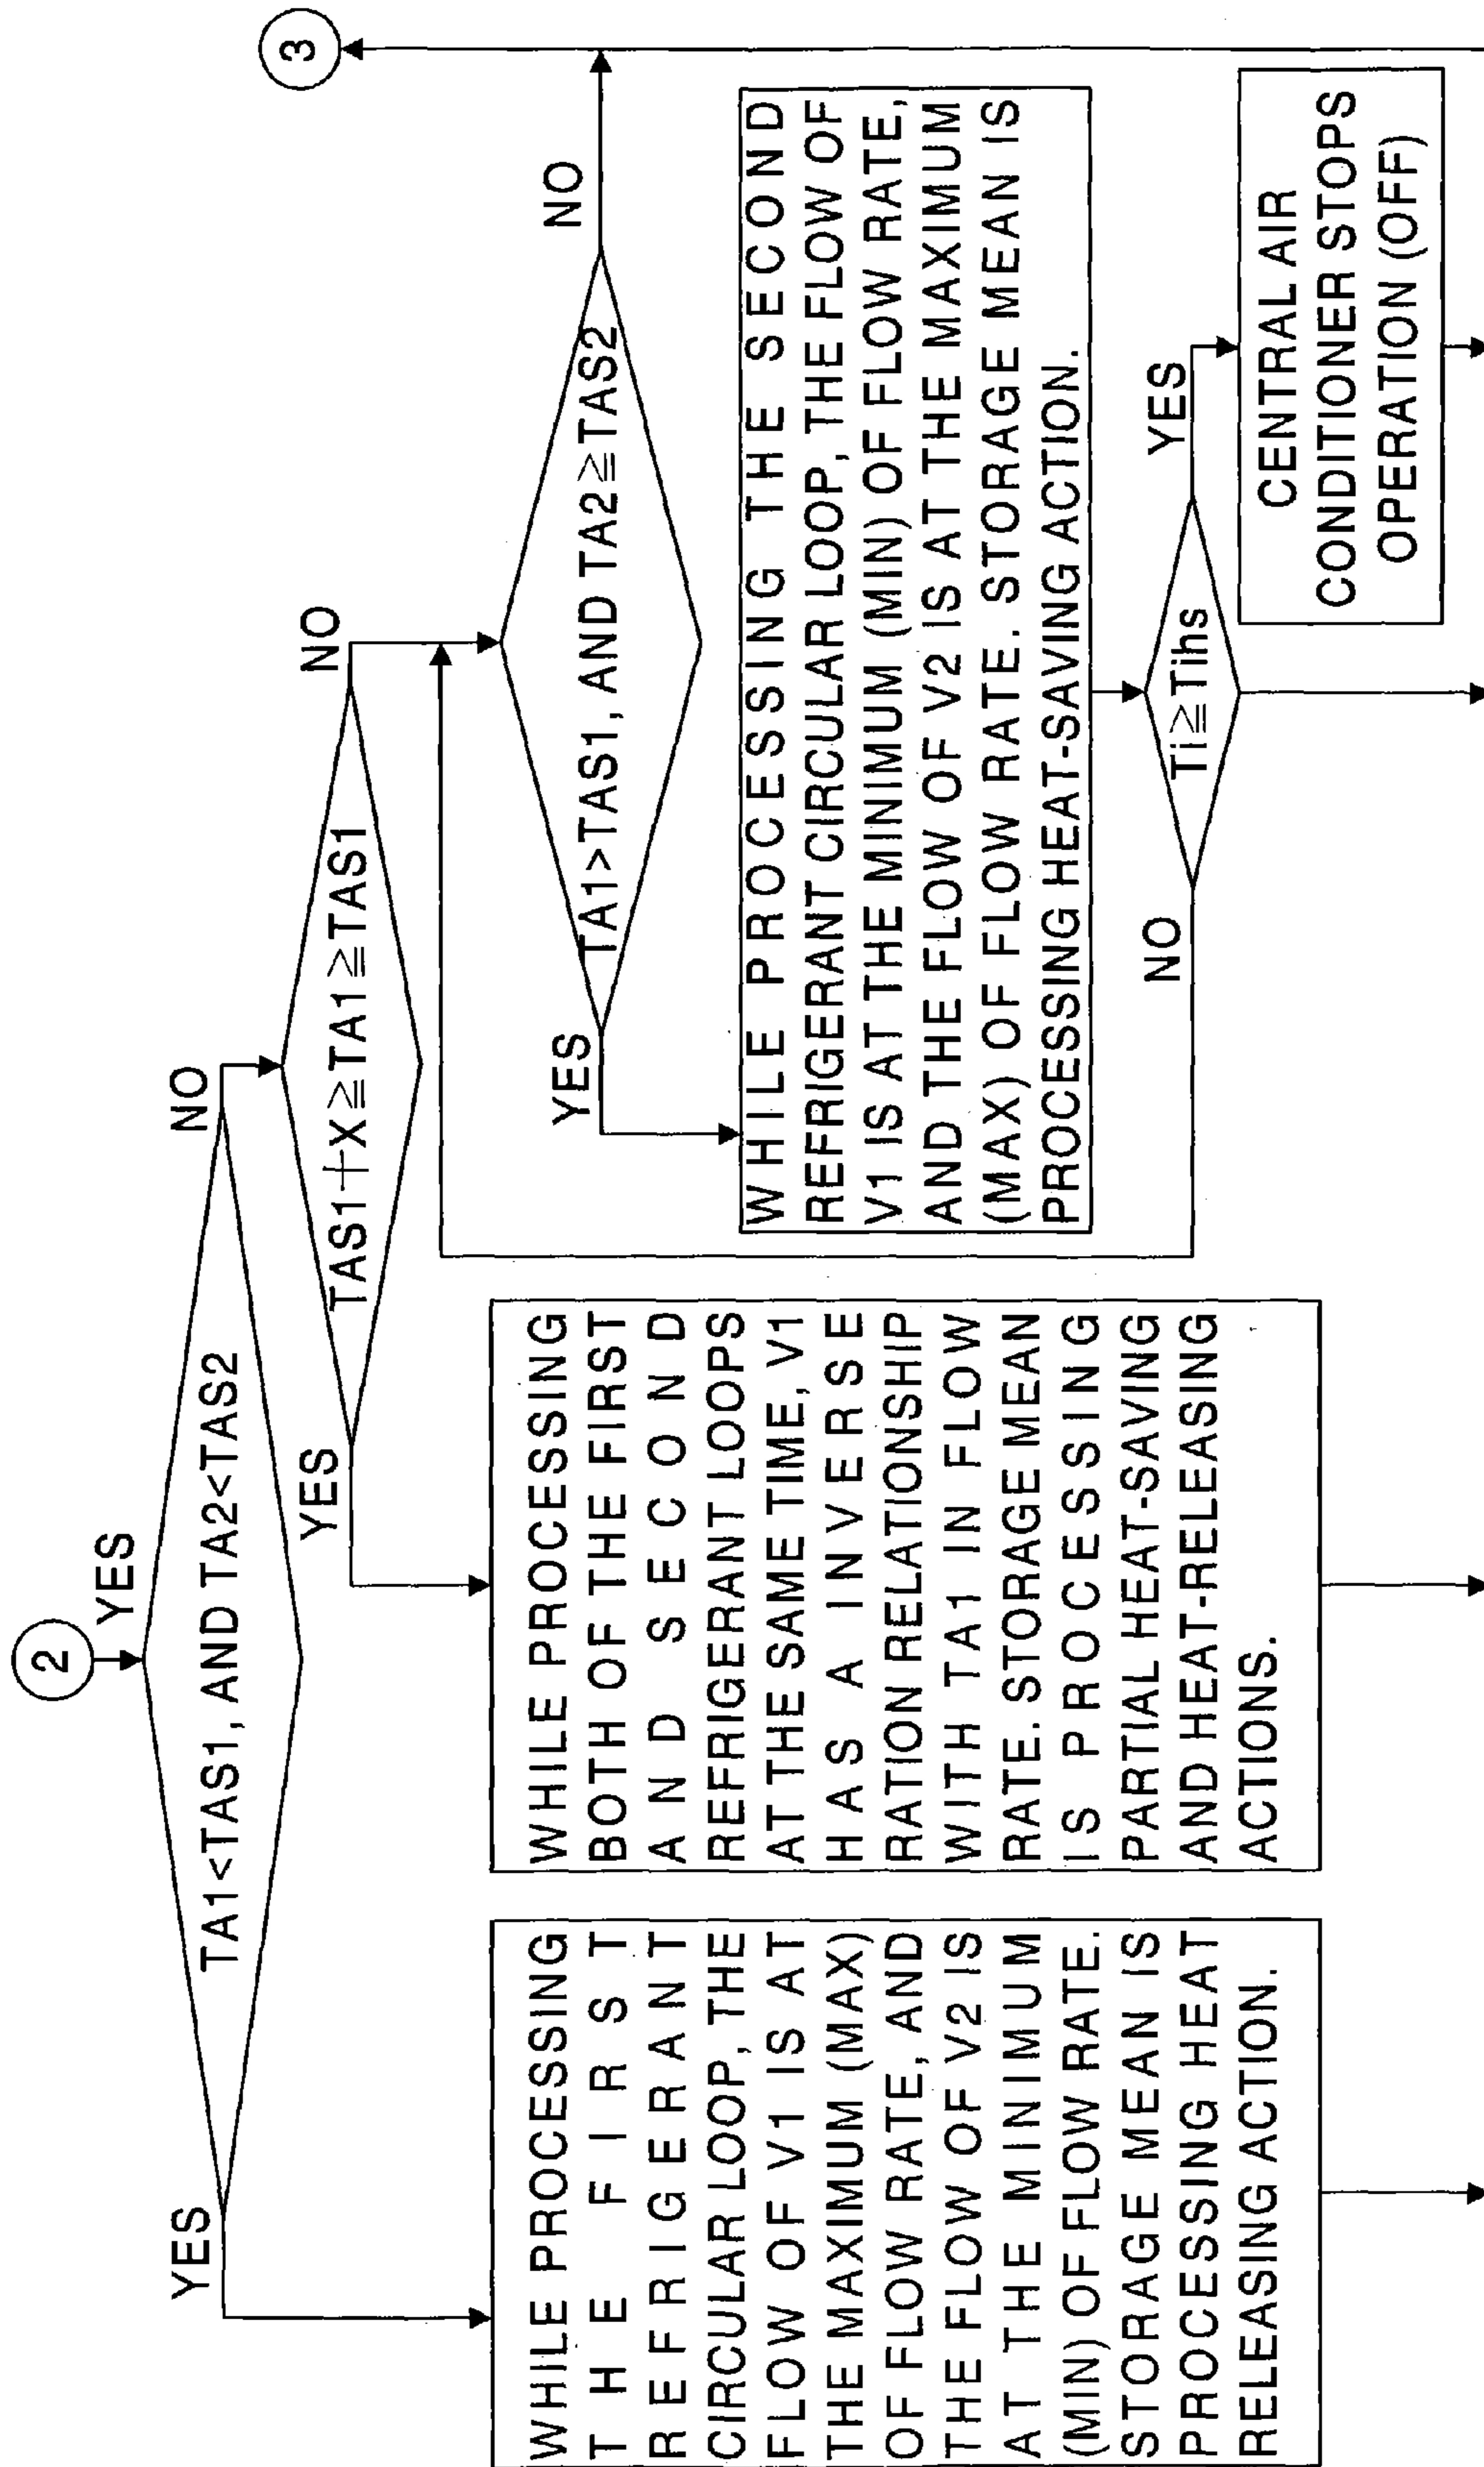 2
YES
TA1<TAS1, AND TA2<TAS2
YES
NO
TAS1+X≧TA1≧TAS1
YES
NO
TA1>TAS1, AND TA2≧TAS2
YES
NO
3
WHILE PROCESSING
THE FIRST
REFRIGERANT
CIRCULAR LOOP, THE
FLOW OF V1 IS AT
THE MAXIMUM (MAX)
OF FLOW RATE, AND
THE FLOW OF V2 IS
AT THE MINIMUM
(MIN) OF FLOW RATE.
STORAGE MEAN IS
PROCESSING HEAT
RELEASING ACTION.
WHILE PROCESSING
BOTH OF THE FIRST
AND SECOND
REFRIGERANT LOOPS
AT THE SAME TIME, V1
HAS A INVERSE
RATION RELATIONSHIP
WITH TA1 IN FLOW
RATE. STORAGE MEAN
IS PROCESSING
PARTIAL HEAT-SAVING
AND HEAT-RELEASING
ACTIONS.
WHILE PROCESSING THE SECOND
REFRIGERANT CIRCULAR LOOP, THE FLOW OF
V1 IS AT THE MINIMUM (MIN) OF FLOW RATE,
AND THE FLOW OF V2 IS AT THE MAXIMUM
(MAX) OF FLOW RATE. STORAGE MEAN IS
PROCESSING HEAT-SAVING ACTION.
NO
Ti≧Tihs
YES
CENTRAL AIR
CONDITIONER STOPS
OPERATION (OFF)